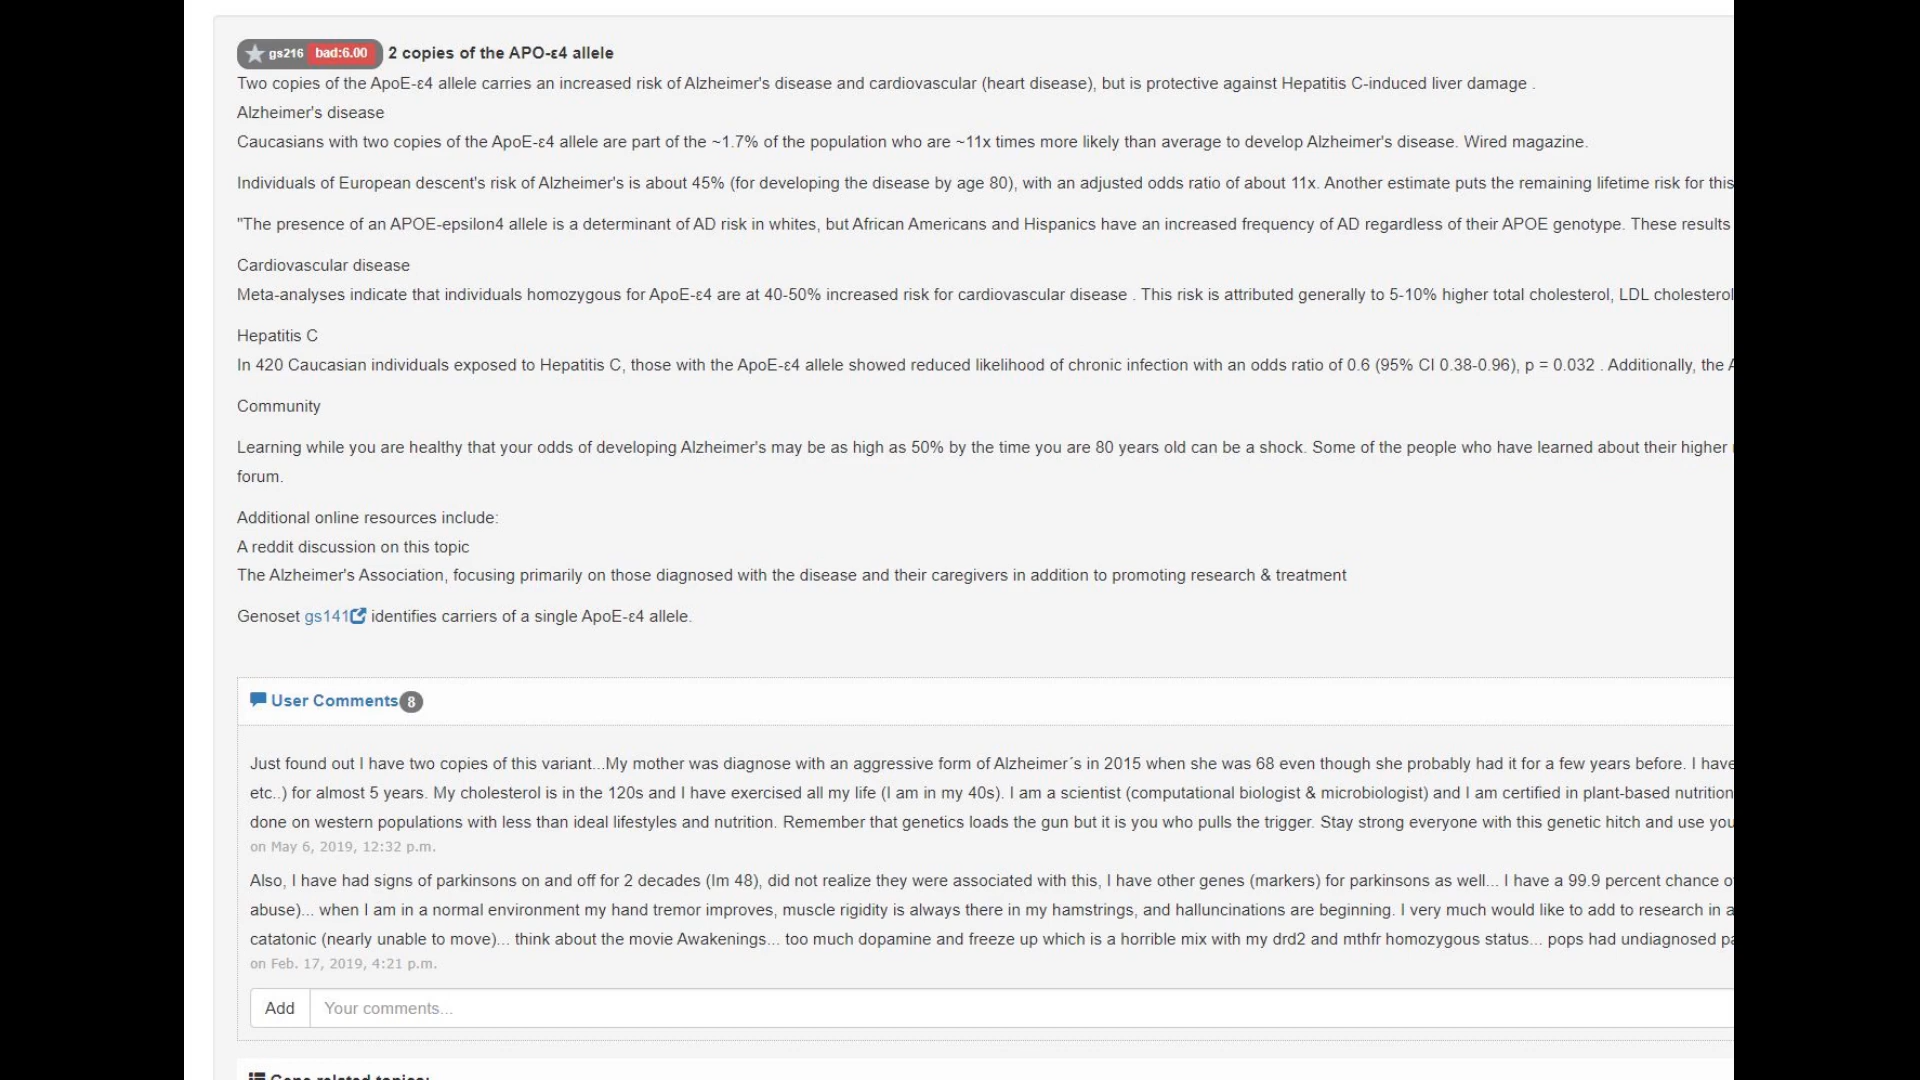 gs216 bad:6.00 2 copies of the APO-ε4 allele
Two copies of the ApoE-ε4 allele carries an increased risk of Alzheimer's disease and cardiovascular (heart disease), but is protective against Hepatitis C-induced liver damage .
Alzheimer's disease
Caucasians with two copies of the ApoE-ε4 allele are part of the ~1.7% of the population who are ~11x times more likely than average to develop Alzheimer's disease. Wired magazine.
Individuals of European descent's risk of Alzheimer's is about 45% (for developing the disease by age 80), with an adjusted odds ratio of about 11x. Another estimate puts the remaining lifetime risk for this
"The presence of an APOE-epsilon4 allele is a determinant of AD risk in whites, but African Americans and Hispanics have an increased frequency of AD regardless of their APOE genotype. These results
Cardiovascular disease
Meta-analyses indicate that individuals homozygous for ApoE-ε4 are at 40-50% increased risk for cardiovascular disease . This risk is attributed generally to 5-10% higher total cholesterol, LDL cholesterol
Hepatitis C
In 420 Caucasian individuals exposed to Hepatitis C, those with the ApoE-ε4 allele showed reduced likelihood of chronic infection with an odds ratio of 0.6 (95% CI 0.38-0.96), p = 0.032 . Additionally, the
Community
Learning while you are healthy that your odds of developing Alzheimer's may be as high as 50% by the time you are 80 years old can be a shock. Some of the people who have learned about their higher
forum.
Additional online resources include:
A reddit discussion on this topic
The Alzheimer's Association, focusing primarily on those diagnosed with the disease and their caregivers in addition to promoting research & treatment
Genoset gs141 identifies carriers of a single ApoE-ε4 allele.
User Comments 8
Just found out I have two copies of this variant...My mother was diagnose with an aggressive form of Alzheimer´s in 2015 when she was 68 even though she probably had it for a few years before. I have
etc..) for almost 5 years. My cholesterol is in the 120s and I have exercised all my life (I am in my 40s). I am a scientist (computational biologist & microbiologist) and I am certified in plant-based nutrition
done on western populations with less than ideal lifestyles and nutrition. Remember that genetics loads the gun but it is you who pulls the trigger. Stay strong everyone with this genetic hitch and use you
on May 6, 2019, 12:32 p.m.
Also, I have had signs of parkinsons on and off for 2 decades (Im 48), did not realize they were associated with this, I have other genes (markers) for parkinsons as well... I have a 99.9 percent chance
abuse)... when I am in a normal environment my hand tremor improves, muscle rigidity is always there in my hamstrings, and halluncinations are beginning. I very much would like to add to research in a
catatonic (nearly unable to move)... think about the movie Awakenings... too much dopamine and freeze up which is a horrible mix with my drd2 and mthfr homozygous status... pops had undiagnosed
on Feb. 17, 2019, 4:21 p.m.
Add Your comments...
Gene related topics: